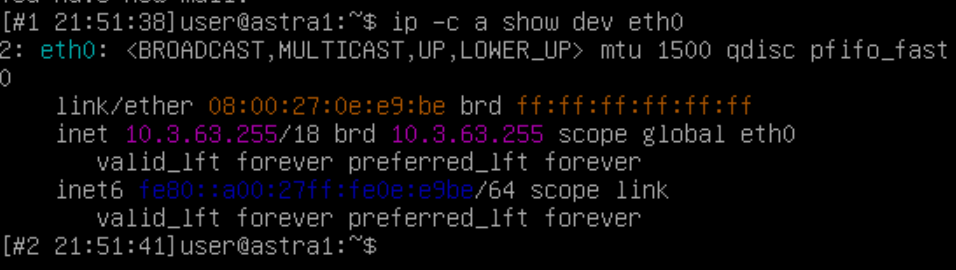 [#1 21:51:38]user@astra1:~$ ip -c a show dev eth0
2: eth0: <BROADCAST,MULTICAST,UP,LOWER_UP> mtu 1500 qdisc pfifo_fast
0
link/ether 08:00:27:0e:e9:be brd ff:ff:ff:ff:ff:ff
inet 10.3.63.255/18 brd 10.3.63.255 scope global eth0
valid_lft forever preferred_lft forever
inet6 fe80::a00:27ff:fe0e:e9be/64 scope link
valid_lft forever preferred_lft forever
[#2 21:51:41]user@astra1:~$